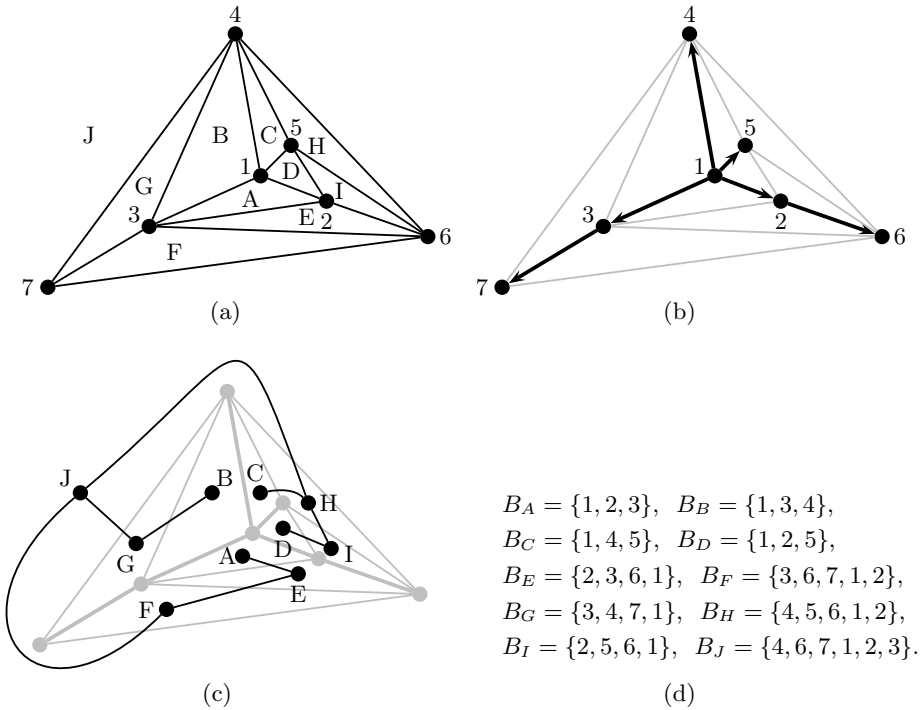 4 4
J B C 5 H 5
1 D 1
G A I
3 E 2 3 2
F 6 6
7 7
(a) (b)
J B C
H
G A D I
F E
B_A = {1, 2, 3}, B_B = {1, 3, 4},
B_C = {1, 4, 5}, B_D = {1, 2, 5},
B_E = {2, 3, 6, 1}, B_F = {3, 6, 7, 1, 2},
B_G = {3, 4, 7, 1}, B_H = {4, 5, 6, 1, 2},
B_I = {2, 5, 6, 1}, B_J = {4, 6, 7, 1, 2, 3}.
(c) (d)